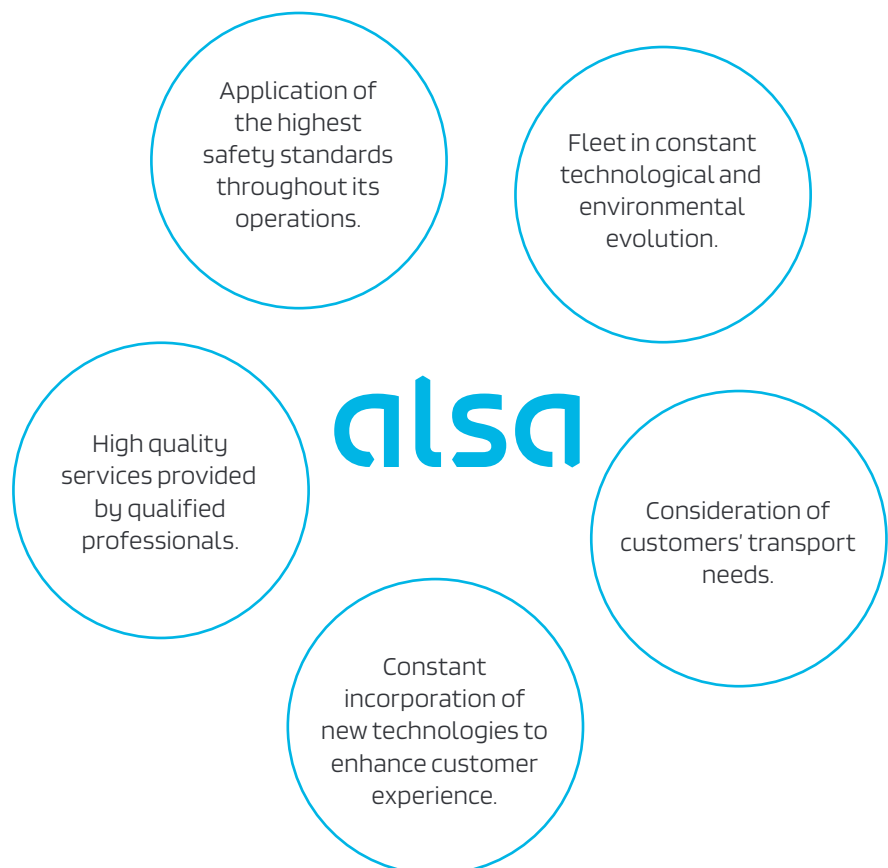 Application of
the highest
safety standards
throughout its
operations.
Fleet in constant
technological and
environmental
evolution.
alsa
High quality
services provided
by qualified
professionals.
Consideration of
customers’ transport
needs.
Constant
incorporation of
new technologies to
enhance customer
experience.